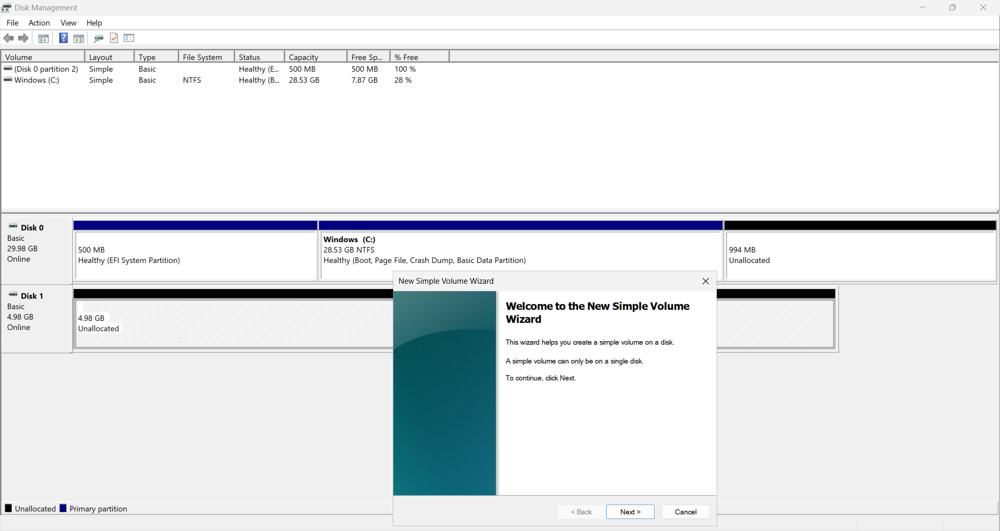 Disk Management
File Action View Help
Volume Layout Type File System Status Capacity Free Sp... % Free
(Disk 0 partition 2) Simple Basic Healthy (E... 500 MB 500 MB 100 %
Windows (C:) Simple Basic NTFS Healthy (B... 28.53 GB 7.87 GB 28 %
Disk 0
Basic
29.98 GB
Online
500 MB
Healthy (EFI System Partition)
Windows (C:)
28.53 GB NTFS
Healthy (Boot, Page File, Crash Dump, Basic Data Partition)
994 MB
Unallocated
Disk 1
Basic
4.98 GB
Online
4.98 GB
Unallocated
New Simple Volume Wizard
Welcome to the New Simple Volume
Wizard
This wizard helps you create a simple volume on a disk.
A simple volume can only be on a single disk.
To continue, click Next.
< Back Next > Cancel
Unallocated Primary partition